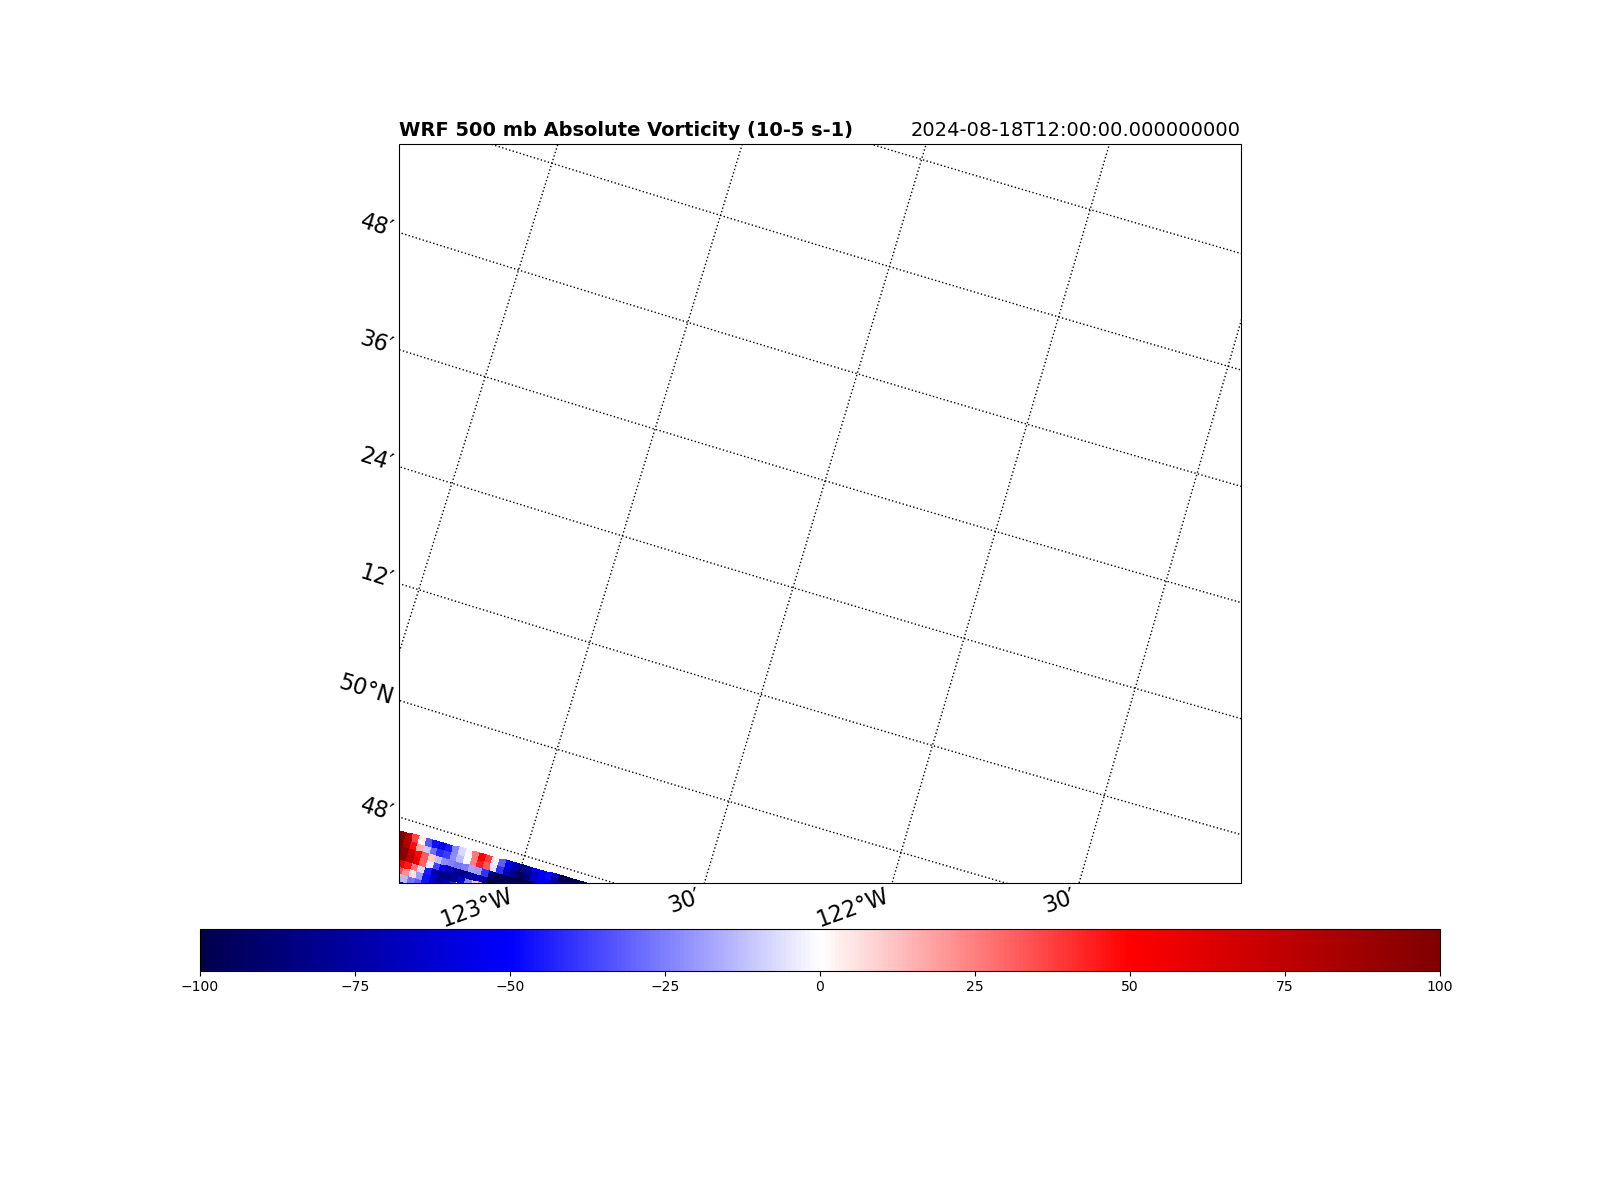 WRF 500 mb Absolute Vorticity (10-5 s-1) 2024-08-18T12:00:00.000000000
48′
36′
24′
12′
50°N
48′
123°W 30′ 122°W 30′
−100 −75 −50 −25 0 25 50 75 100